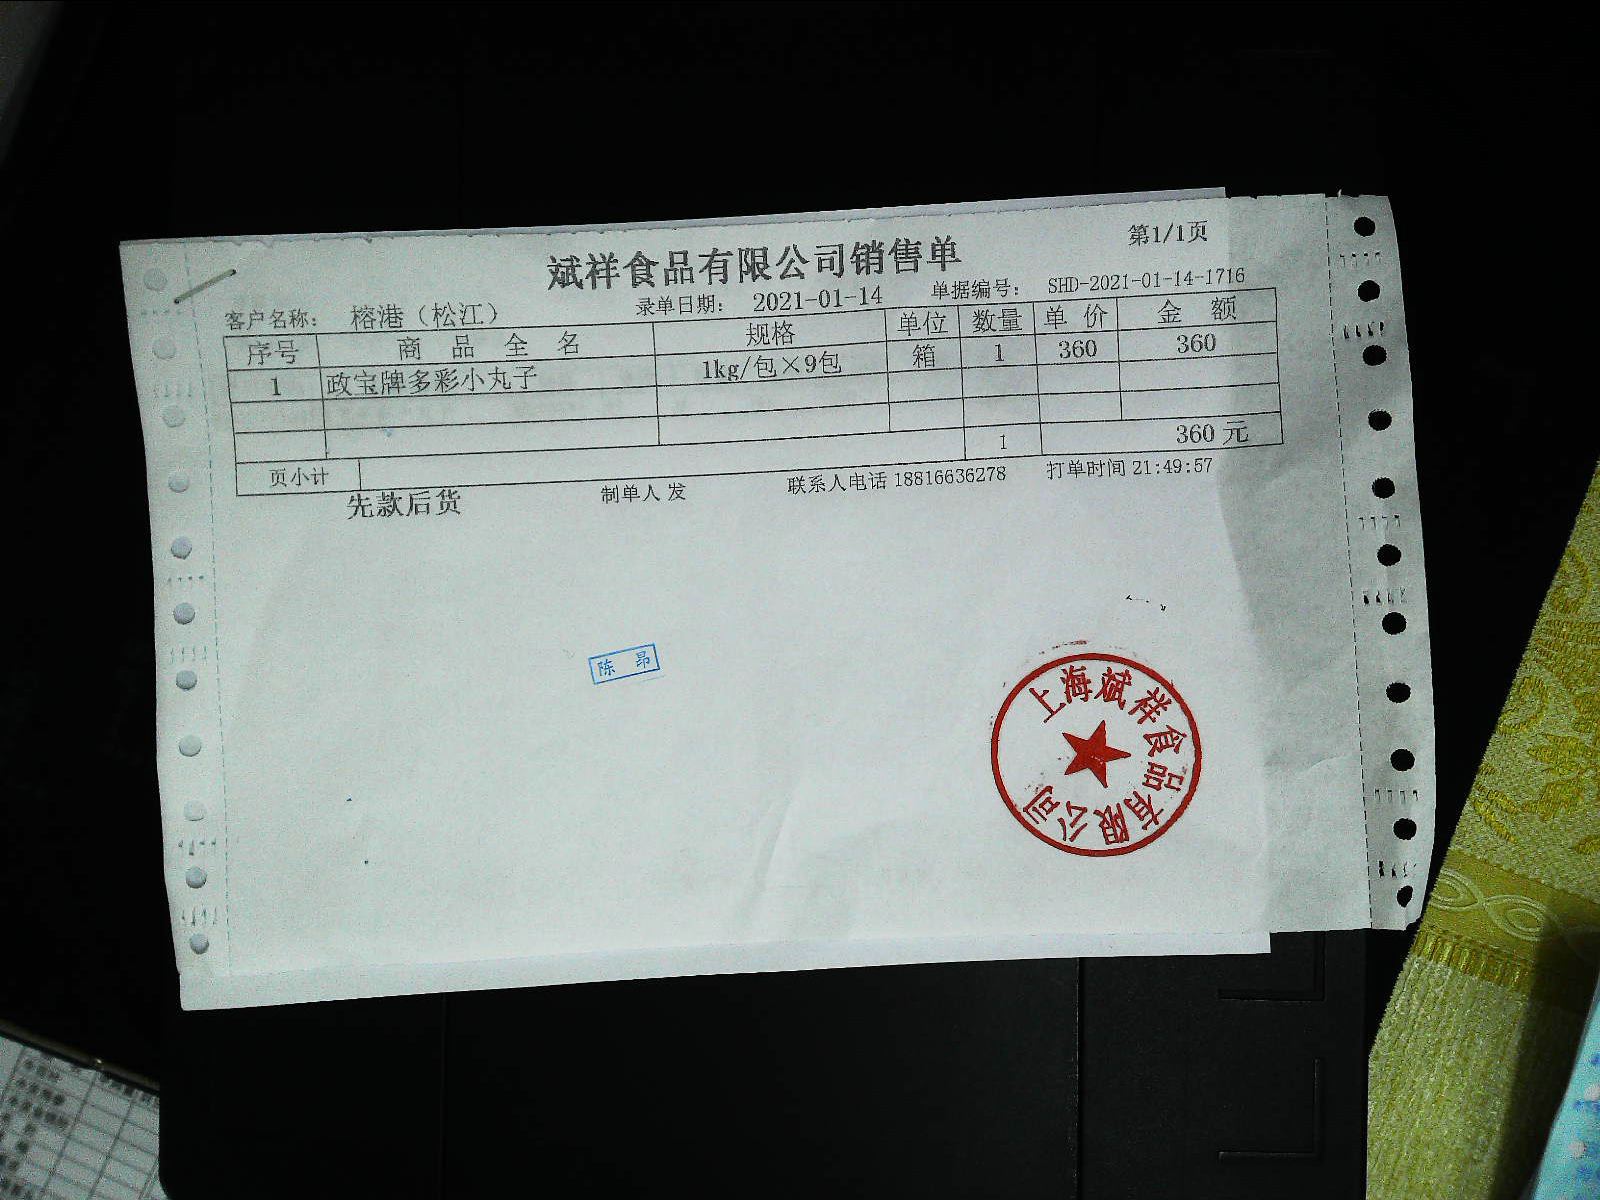 第1/1页
斌祥食品有限公司销售单
客户名称： 榕港（松江） 录单日期： 2021-01-14 单据编号： SHD-2021-01-14-1716
序号 商品全名 规格 单位 数量 单价 金额
1 政宝牌多彩小丸子 1kg/包×9包 箱 1 360 360
页小计 1 360 元
先款后货 制单人 发 联系人电话 18816636278 打单时间 21:49:57
陈昂
上海斌祥食品有限公司